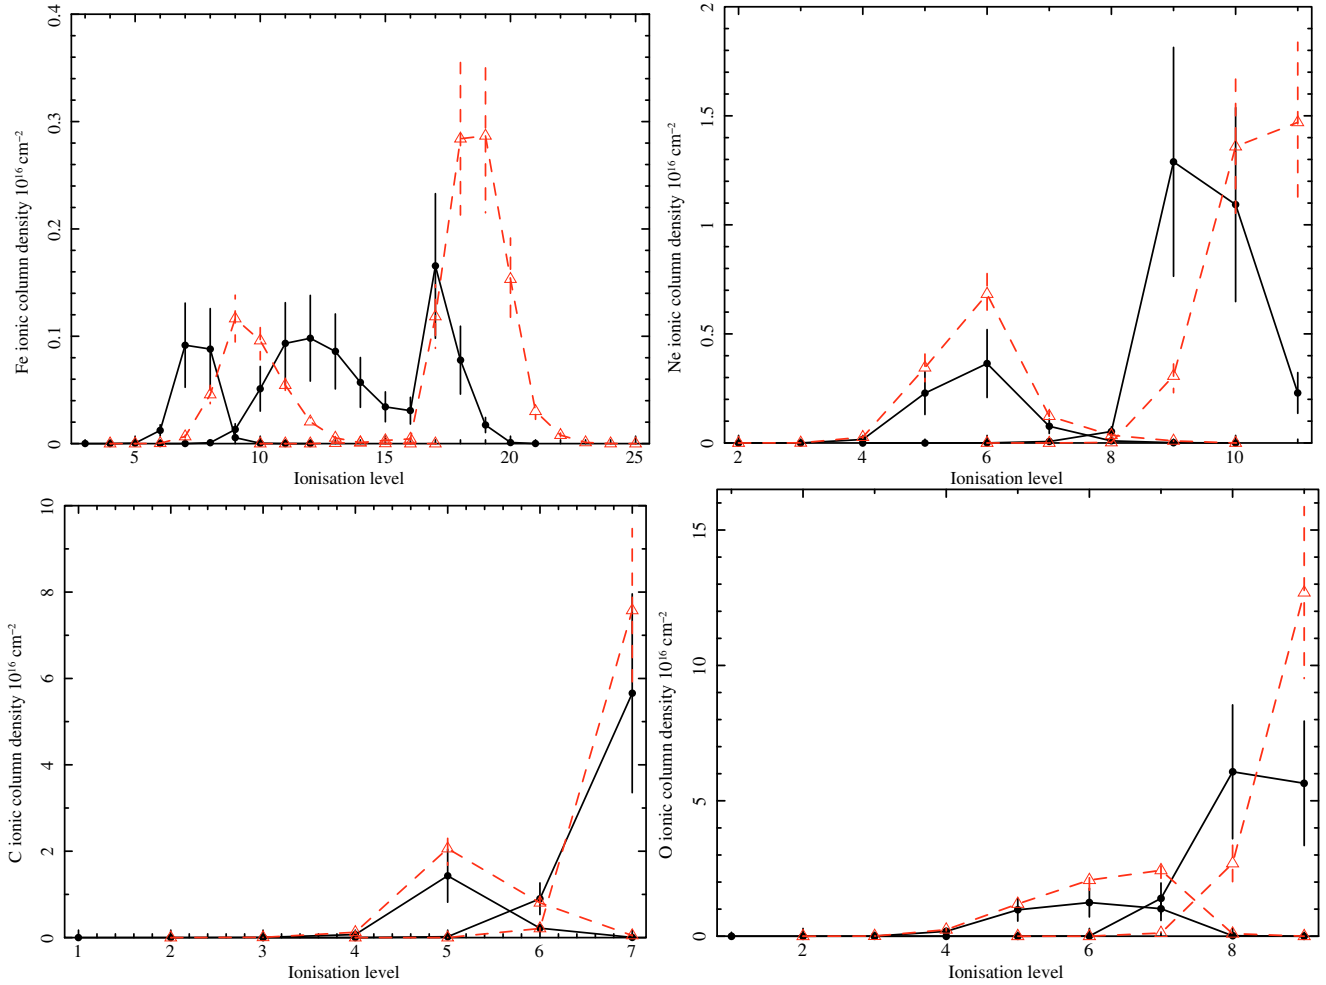 Fe ionic column density 10¹⁶ cm⁻²
0 0.1 0.2 0.3 0.4
5 10 15 20 25
Ionisation level
Ne ionic column density 10¹⁶ cm⁻²
0 0.5 1 1.5 2
2 4 6 8 10
Ionisation level
C ionic column density 10¹⁶ cm⁻²
0 2 4 6 8 10
1 2 3 4 5 6 7
Ionisation level
O ionic column density 10¹⁶ cm⁻²
0 5 10 15
2 4 6 8
Ionisation level